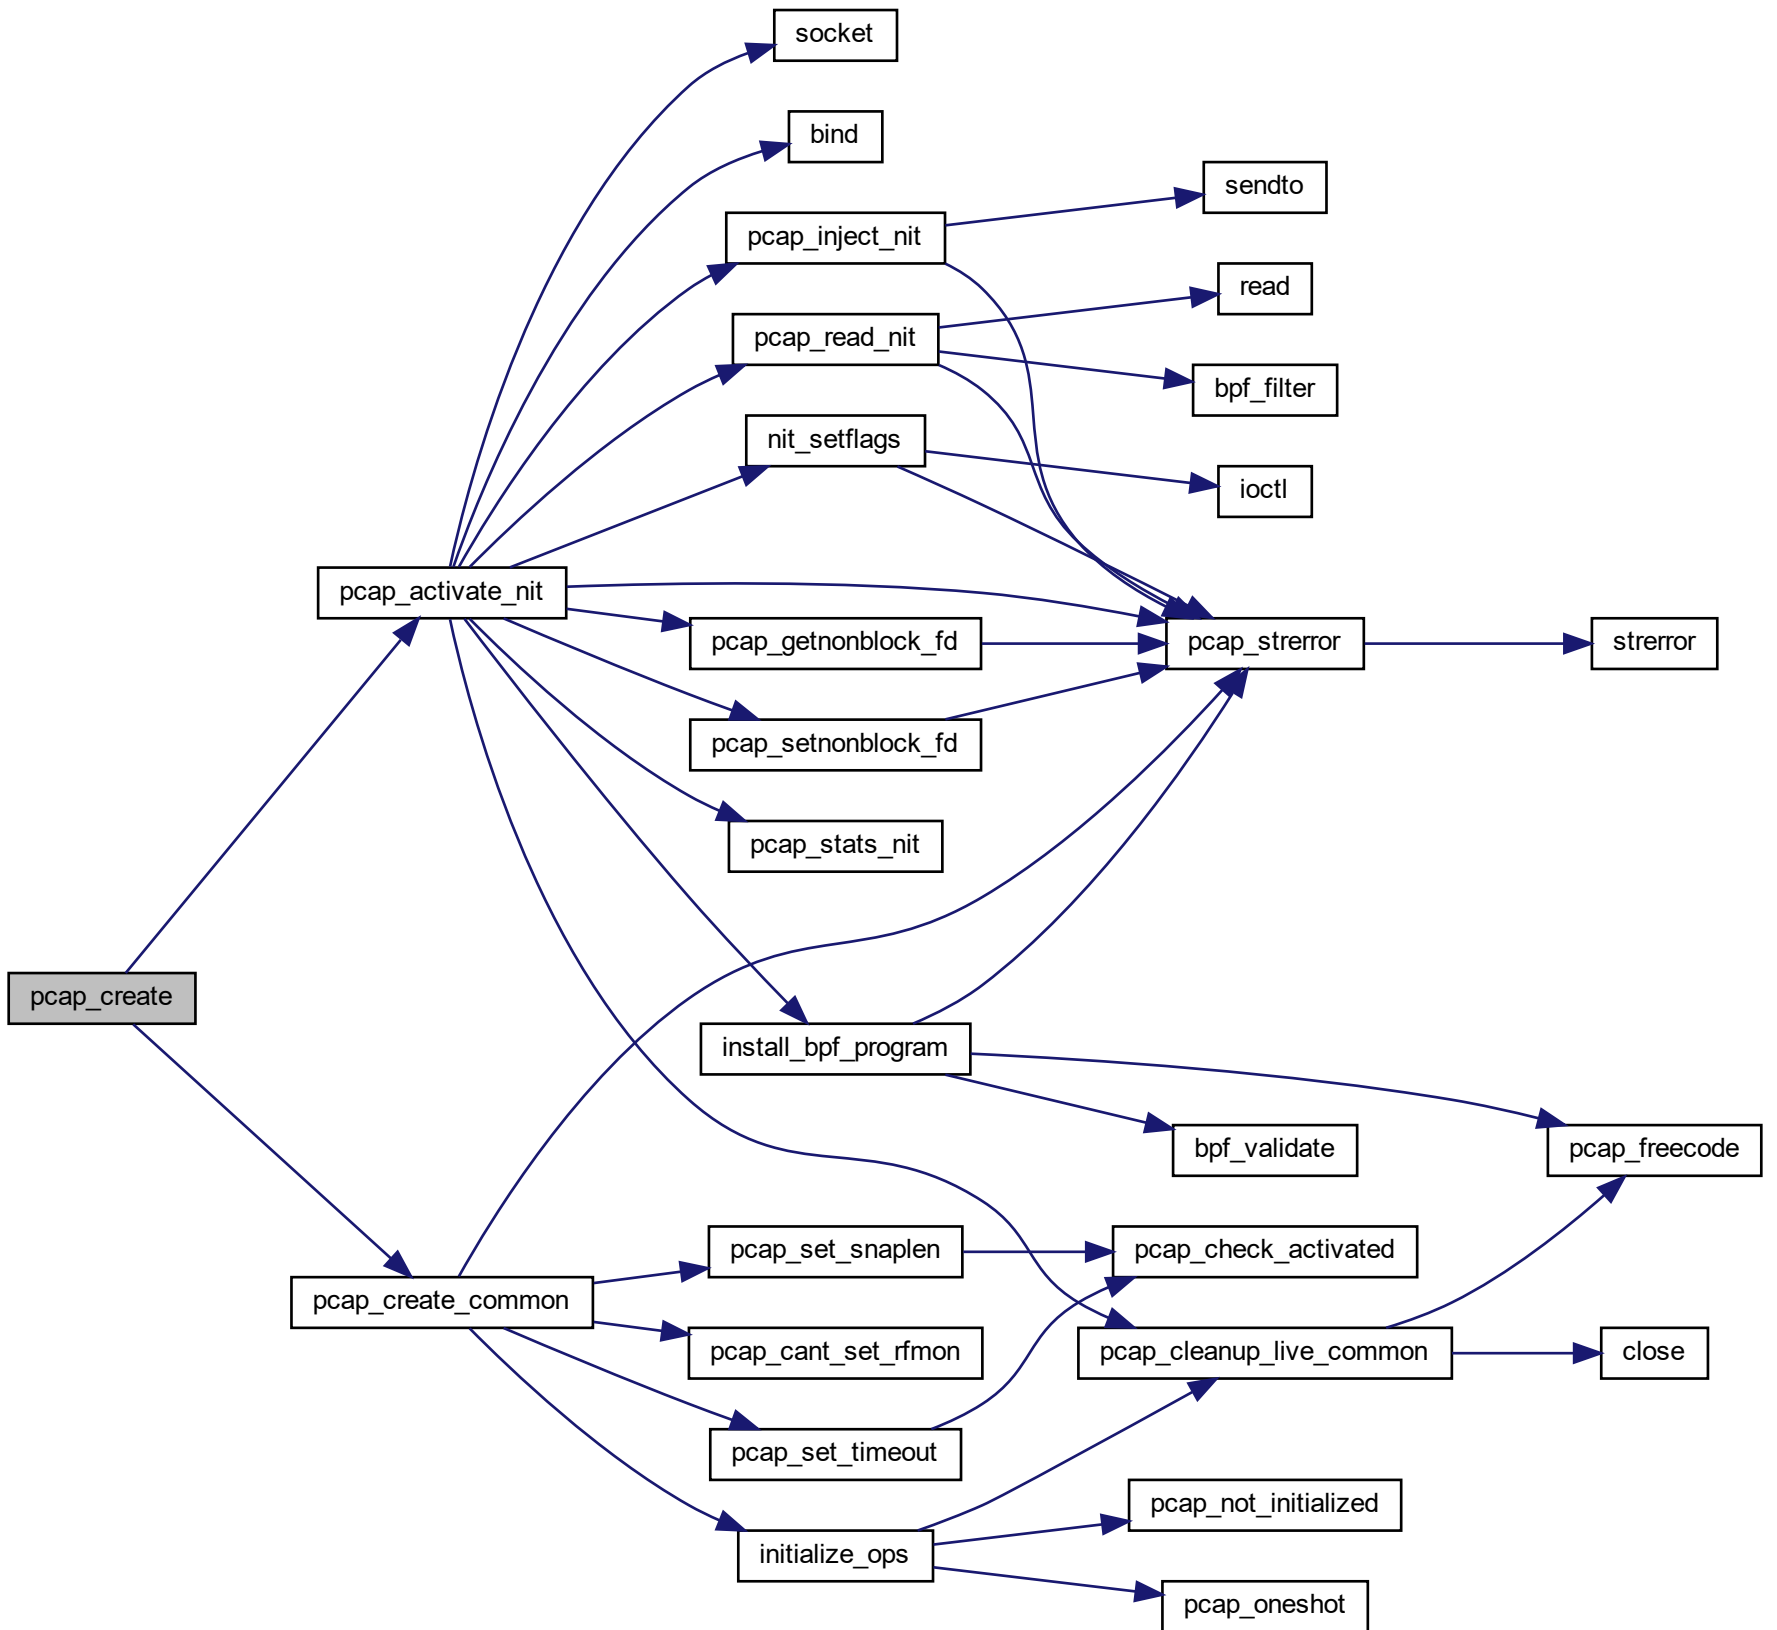 socket
bind
sendto
pcap_inject_nit
read
pcap_read_nit
bpf_filter
nit_setflags
ioctl
pcap_activate_nit
pcap_getnonblock_fd
pcap_strerror
strerror
pcap_setnonblock_fd
pcap_stats_nit
pcap_create
install_bpf_program
bpf_validate
pcap_freecode
pcap_set_snaplen
pcap_check_activated
pcap_create_common
pcap_cant_set_rfmon
pcap_cleanup_live_common
close
pcap_set_timeout
pcap_not_initialized
initialize_ops
pcap_oneshot